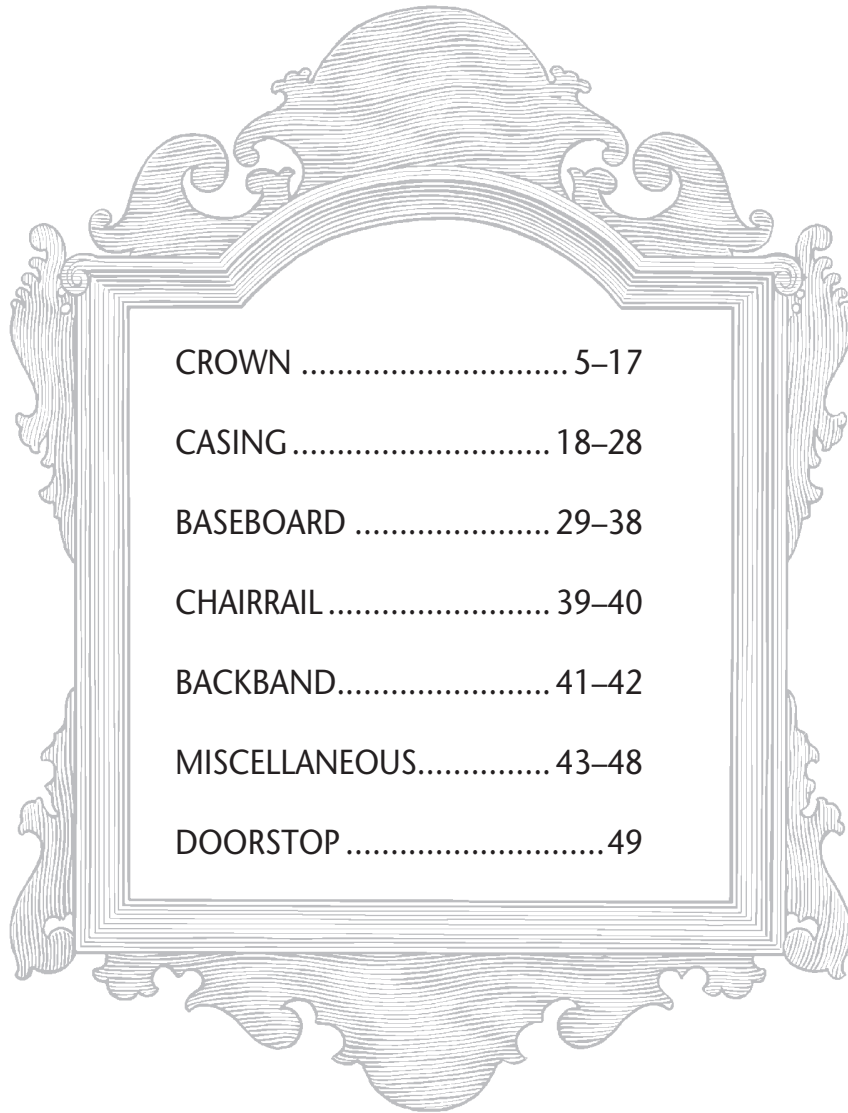 CROWN .............................. 5–17
CASING ............................. 18–28
BASEBOARD ...................... 29–38
CHAIRRAIL ......................... 39–40
BACKBAND........................ 41–42
MISCELLANEOUS............... 43–48
DOORSTOP .............................49